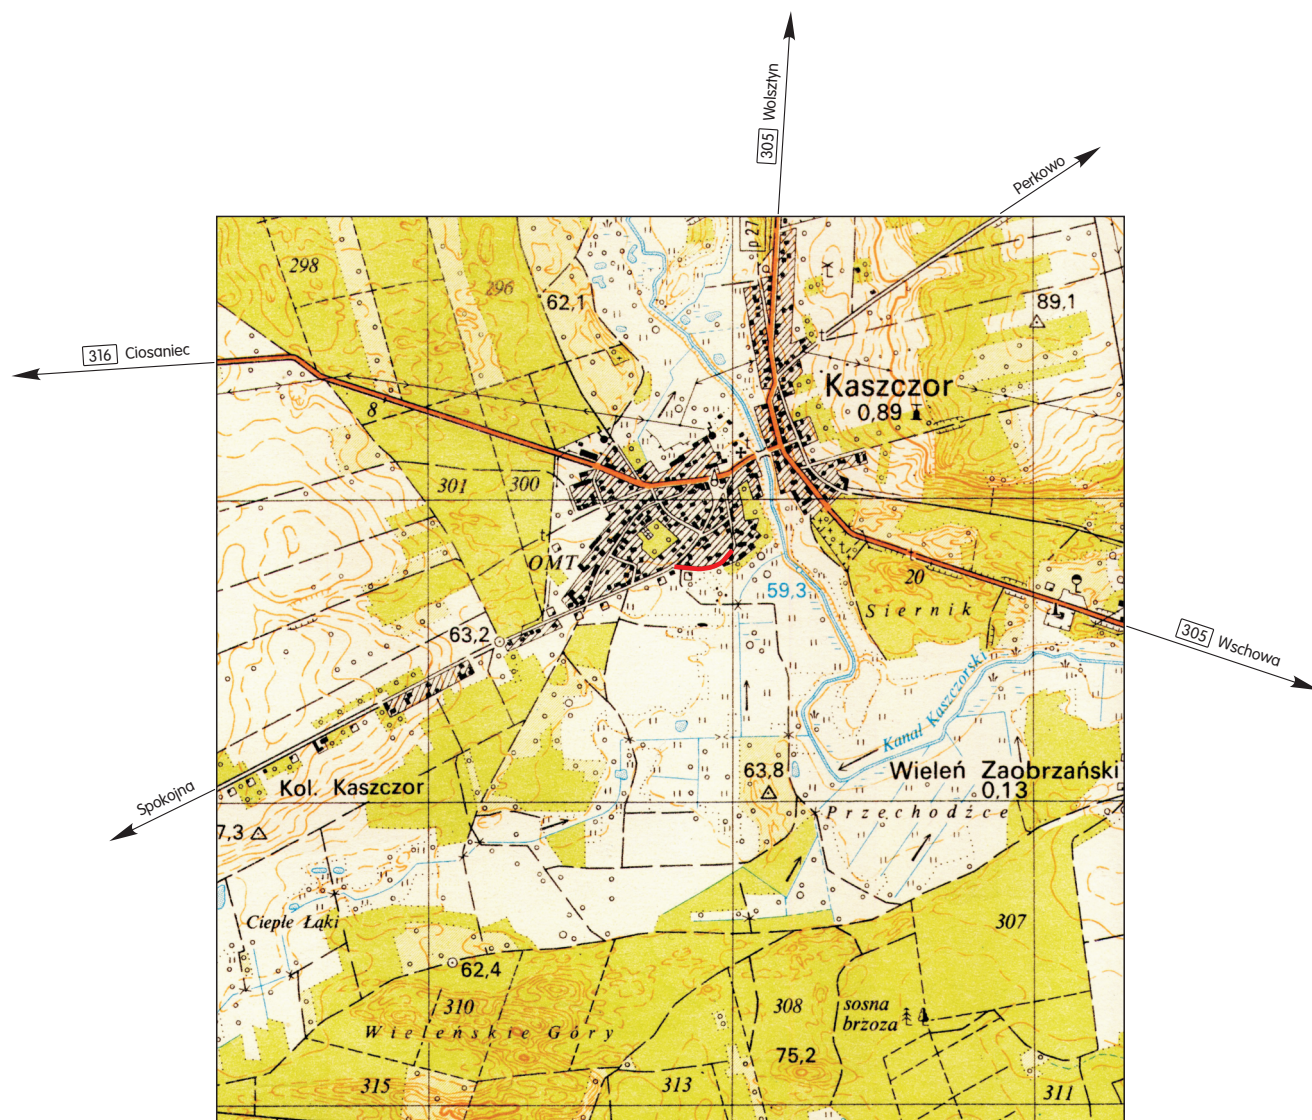 305 Wolsztyn
Perkowo
p 27
298
296
62,1
89,1
316 Ciosaniec
Kaszczor
0,89
8
301
300
t
t
t
OMT
59.3
20
Siernik
63,2
305 Wschowa
Kanał Kaszczorski
63,8
Wieleń Zaobrzański
0.13
Kol. Kaszczor
Spokojna
Przechodźce
7,3
Ciepłe Łąki
307
62,4
310
308
sosna
brzoza
Wieleńskie Góry
75,2
315
313
311